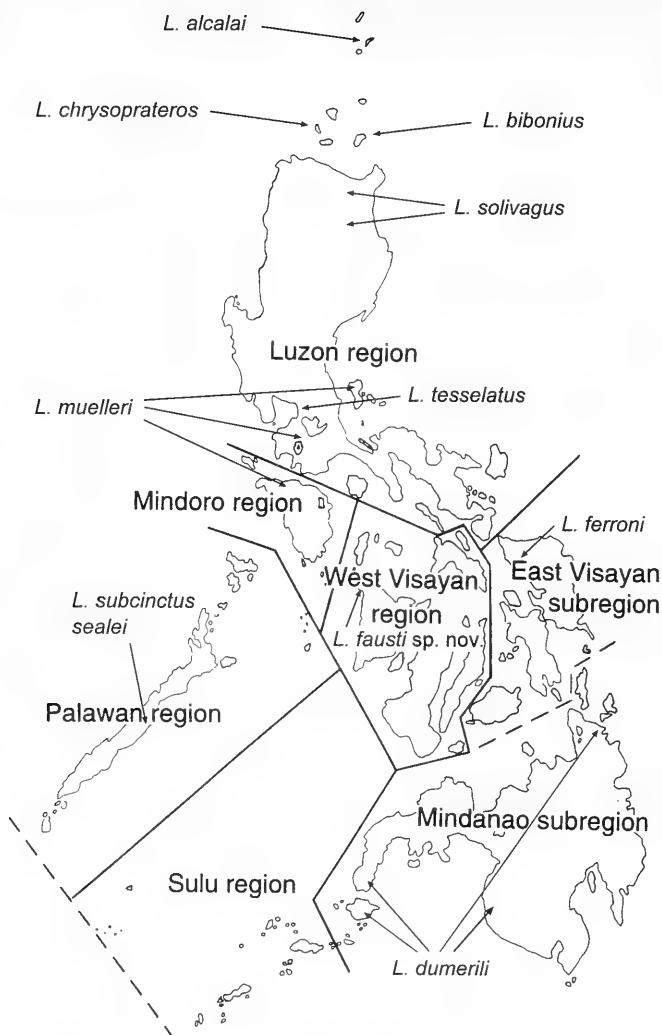 L. alcalai
L. chrysoprateros
L. bibonius
L. solivagus
Luzon region
L. muelleri
L. tesselatus
Mindoro region
L. ferroni
West Visayan
region
East Visayan
subregion
L. subcinctus
sealei
L. fausti sp. nov.
Palawan region
Mindanao subregion
Sulu region
L. dumerili